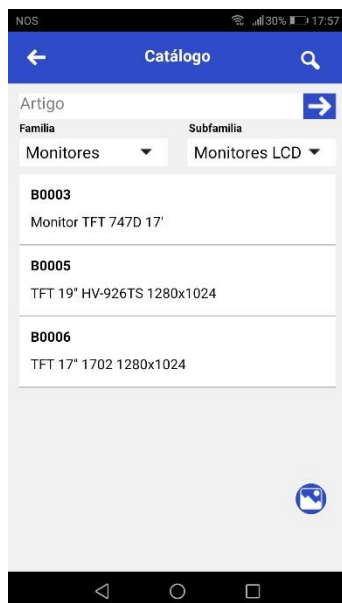 NOS 30% 17:57
Catálogo
Artigo
Familia Subfamilia
Monitores Monitores LCD
B0003
Monitor TFT 747D 17'
B0005
TFT 19" HV-926TS 1280x1024
B0006
TFT 17" 1702 1280x1024